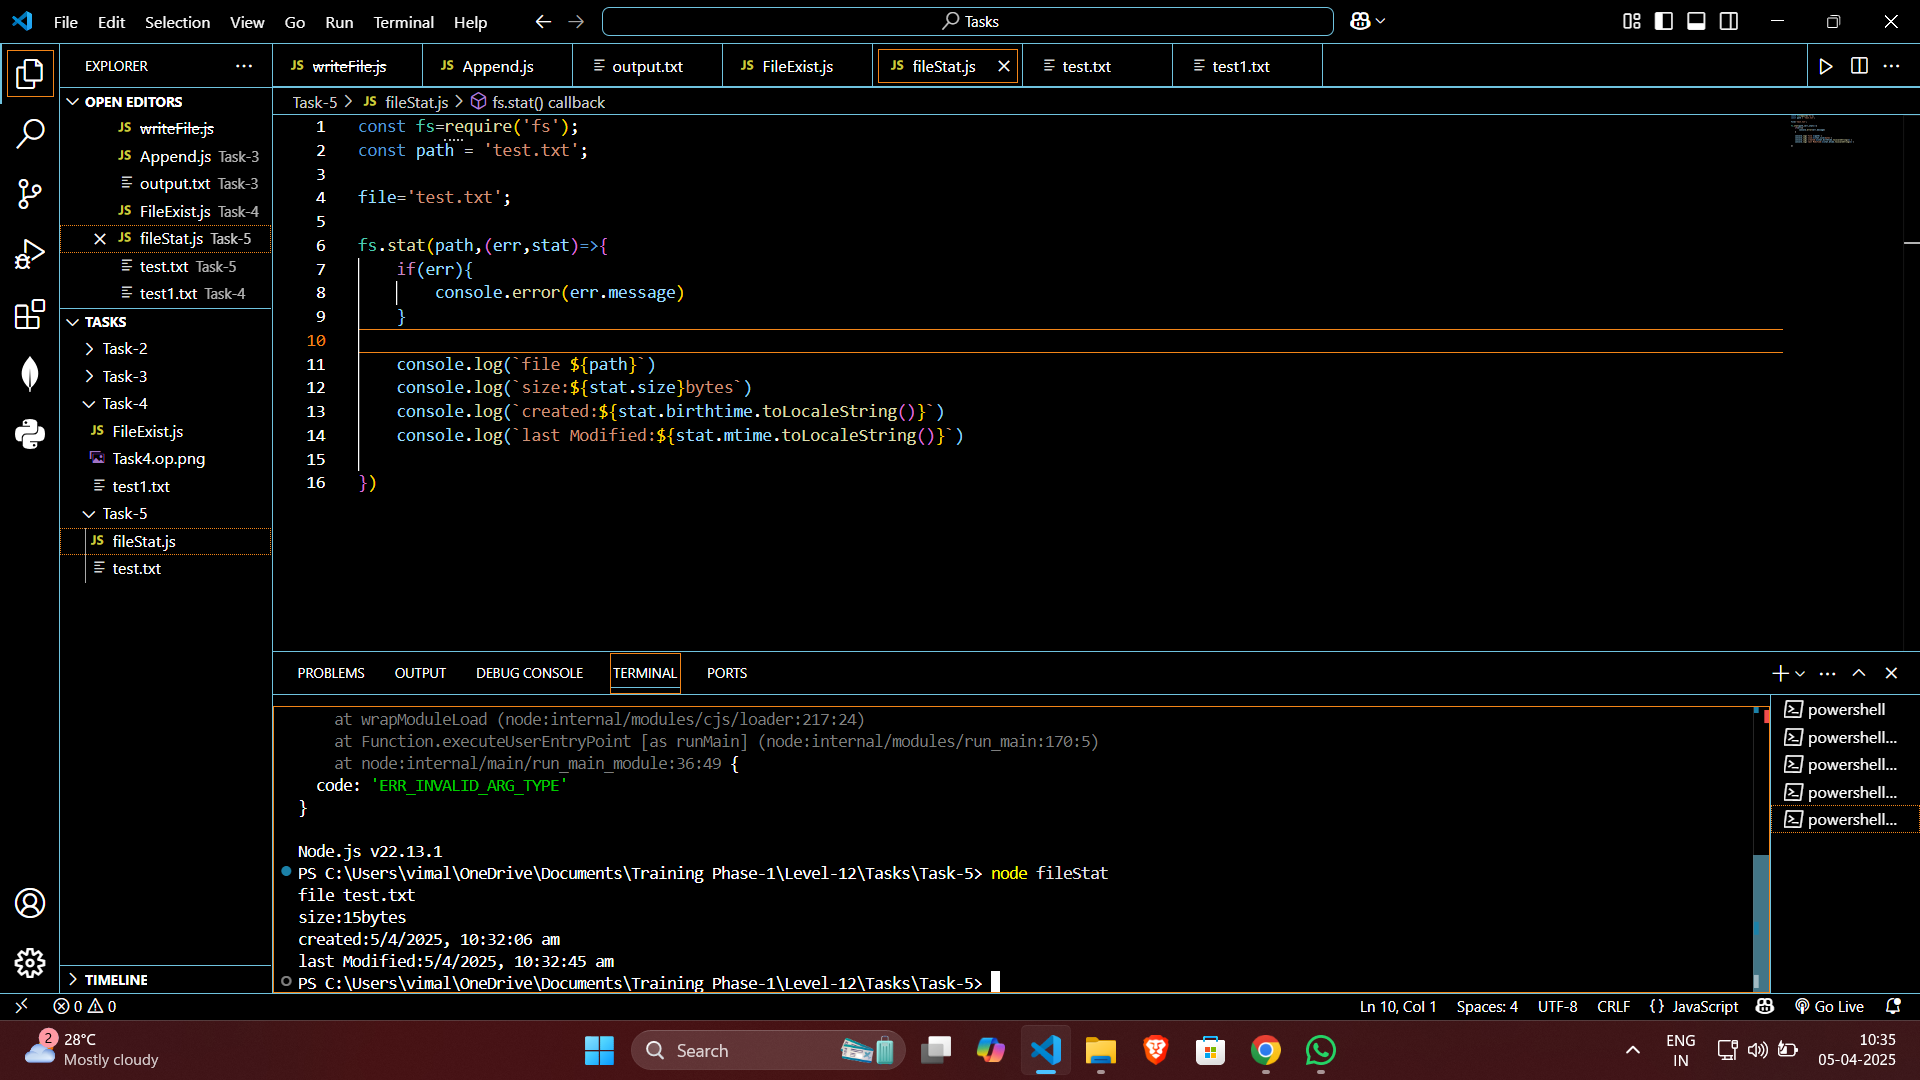 File Edit Selection View Go Run Terminal Help
Tasks
EXPLORER
writeFile.js Append.js output.txt FileExist.js fileStat.js test.txt test1.txt
OPEN EDITORS
writeFile.js
Append.js Task-3
output.txt Task-3
FileExist.js Task-4
fileStat.js Task-5
test.txt Task-5
test1.txt Task-4
TASKS
Task-2
Task-3
Task-4
FileExist.js
Task4.op.png
test1.txt
Task-5
fileStat.js
test.txt
TIMELINE
Task-5 > JS fileStat.js > fs.stat() callback
1 const fs=require('fs');
2 const path = 'test.txt';
3
4 file='test.txt';
5
6 fs.stat(path,(err,stat)=>{
7     if(err){
8         console.error(err.message)
9     }
10
11     console.log(`file ${path}`)
12     console.log(`size:${stat.size}bytes`)
13     console.log(`created:${stat.birthtime.toLocaleString()}`)
14     console.log(`last Modified:${stat.mtime.toLocaleString()}`)
15
16 })
PROBLEMS OUTPUT DEBUG CONSOLE TERMINAL PORTS
    at wrapModuleLoad (node:internal/modules/cjs/loader:217:24)
    at Function.executeUserEntryPoint [as runMain] (node:internal/modules/run_main:170:5)
    at node:internal/main/run_main_module:36:49 {
  code: 'ERR_INVALID_ARG_TYPE'
}
Node.js v22.13.1
PS C:\Users\vimal\OneDrive\Documents\Training Phase-1\Level-12\Tasks\Task-5> node fileStat
file test.txt
size:15bytes
created:5/4/2025, 10:32:06 am
last Modified:5/4/2025, 10:32:45 am
PS C:\Users\vimal\OneDrive\Documents\Training Phase-1\Level-12\Tasks\Task-5>
powershell
powershell...
powershell...
powershell...
powershell...
0 0
Ln 10, Col 1 Spaces: 4 UTF-8 CRLF {} JavaScript Go Live
2
28°C
Mostly cloudy
Search
ENG
IN
10:35
05-04-2025